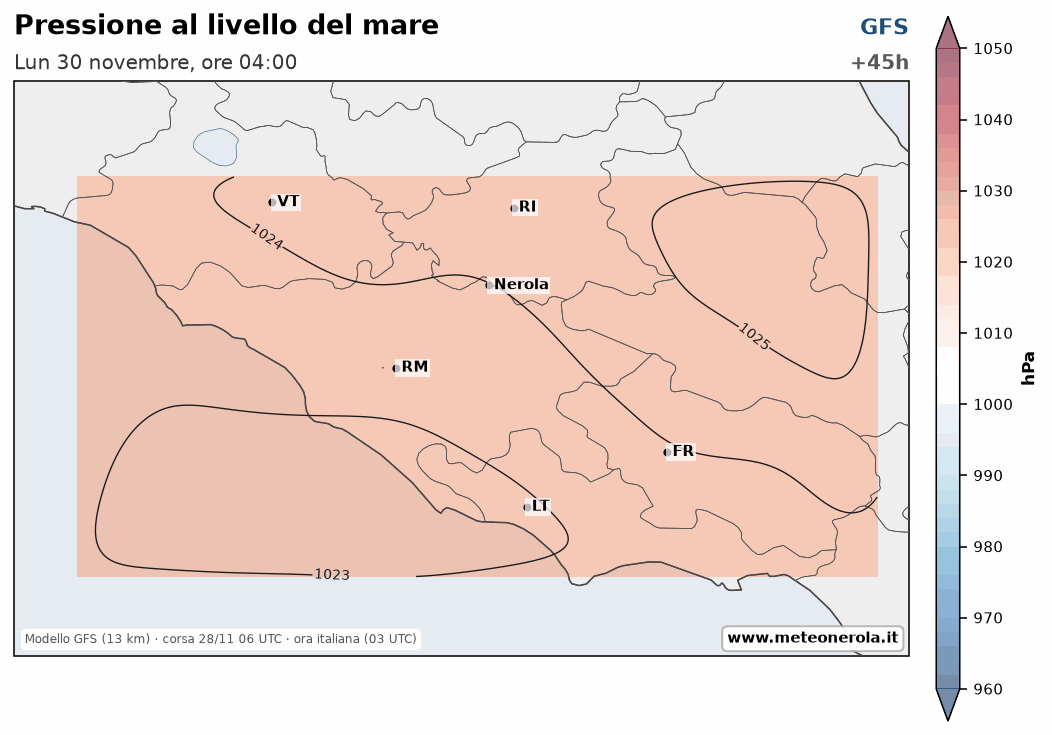 Pressione al livello del mare
GFS
Lun 30 novembre, ore 04:00
+45h
VT
RI
1024
Nerola
1025
RM
FR
LT
1023
Modello GFS (13 km) · corsa 28/11 06 UTC · ora italiana (03 UTC)
www.meteonerola.it
1050
1040
1030
1020
1010
1000
990
980
970
960
hPa